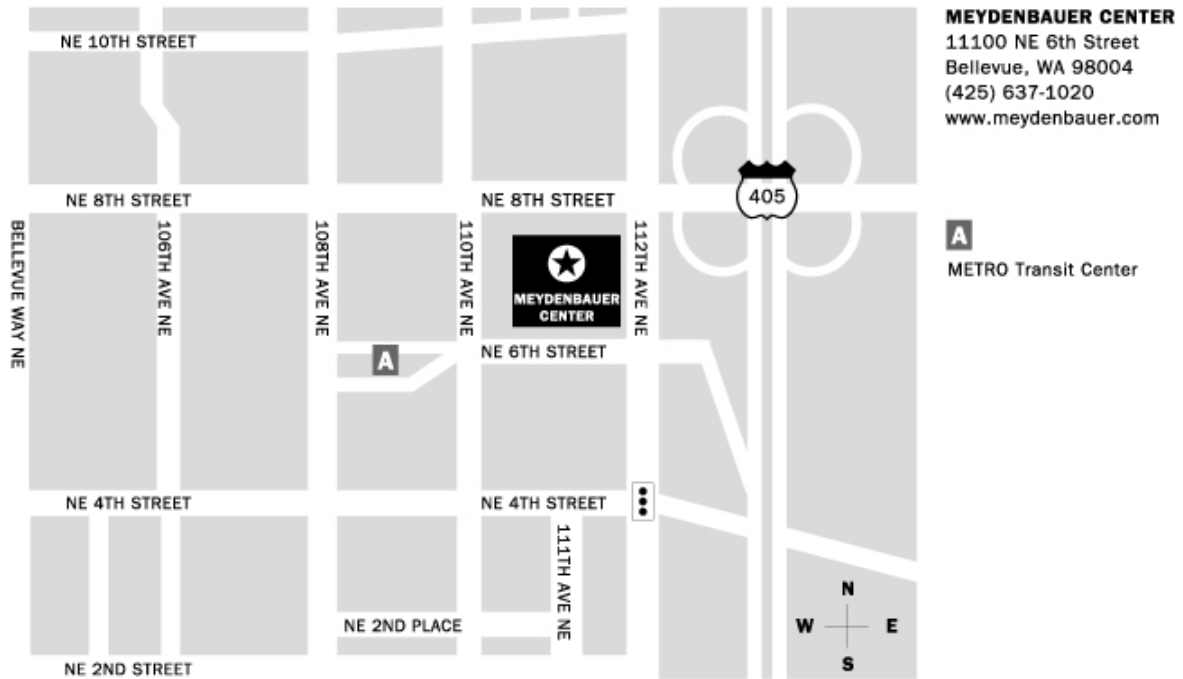 MEYDENBAUER CENTER
11100 NE 6th Street
Bellevue, WA 98004
(425) 637-1020
www.meydenbauer.com
NE 10TH STREET
NE 8TH STREET
NE 8TH STREET
405
BELLEVUE WAY NE
106TH AVE NE
108TH AVE NE
110TH AVE NE
MEYDENBAUER
CENTER
112TH AVE NE
A
METRO Transit Center
A
NE 6TH STREET
NE 4TH STREET
NE 4TH STREET
111TH AVE NE
NE 2ND PLACE
NE 2ND STREET
N
W
E
S